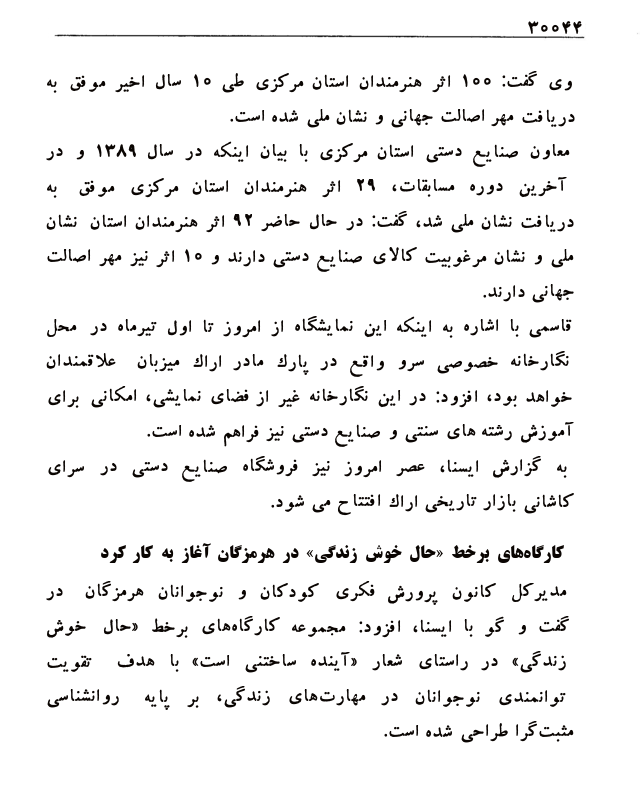 ۳۰۰۴۴
وی گفت: ۱۰۰ اثر هنرمندان استان مرکزی طی ۱۰ سال اخیر موفق به
دریافت مهر اصالت جهانی و نشان ملی شده است.
معاون صنایع دستی استان مرکزی با بیان اینکه در سال ۱۳۸۹ و در
آخرین دوره مسابقات، ۲۹ اثر هنرمندان استان مرکزی موفق به
دریافت نشان ملی شد، گفت: در حال حاضر ۹۲ اثر هنرمندان استان نشان
ملی و نشان مرغوبیت کالای صنایع دستی دارند و ۱۰ اثر نیز مهر اصالت
جهانی دارند.
قاسمی با اشاره به اینکه این نمایشگاه از امروز تا اول تیرماه در محل
نگارخانه خصوصی سرو واقع در پارك مادر اراك میزبان علاقمندان
خواهد بود، افزود: در این نگارخانه غیر از فضای نمایشی، امکانی برای
آموزش رشته های سنتی و صنایع دستی نیز فراهم شده است.
به گزارش ایسنا، عصر امروز نیز فروشگاه صنایع دستی در سرای
کاشانی بازار تاریخی اراك افتتاح می شود.
کارگاه‌های برخط «حال خوش زندگی» در هرمزگان آغاز به کار کرد
مدیرکل کانون پرورش فکری کودکان و نوجوانان هرمزگان در
گفت و گو با ایسنا، افزود: مجموعه کارگاه‌های برخط «حال خوش
زندگی» در راستای شعار «آینده ساختنی است» با هدف تقویت
توانمندی نوجوانان در مهارت‌های زندگی، بر پایه روانشناسی
مثبت‌گرا طراحی شده است.